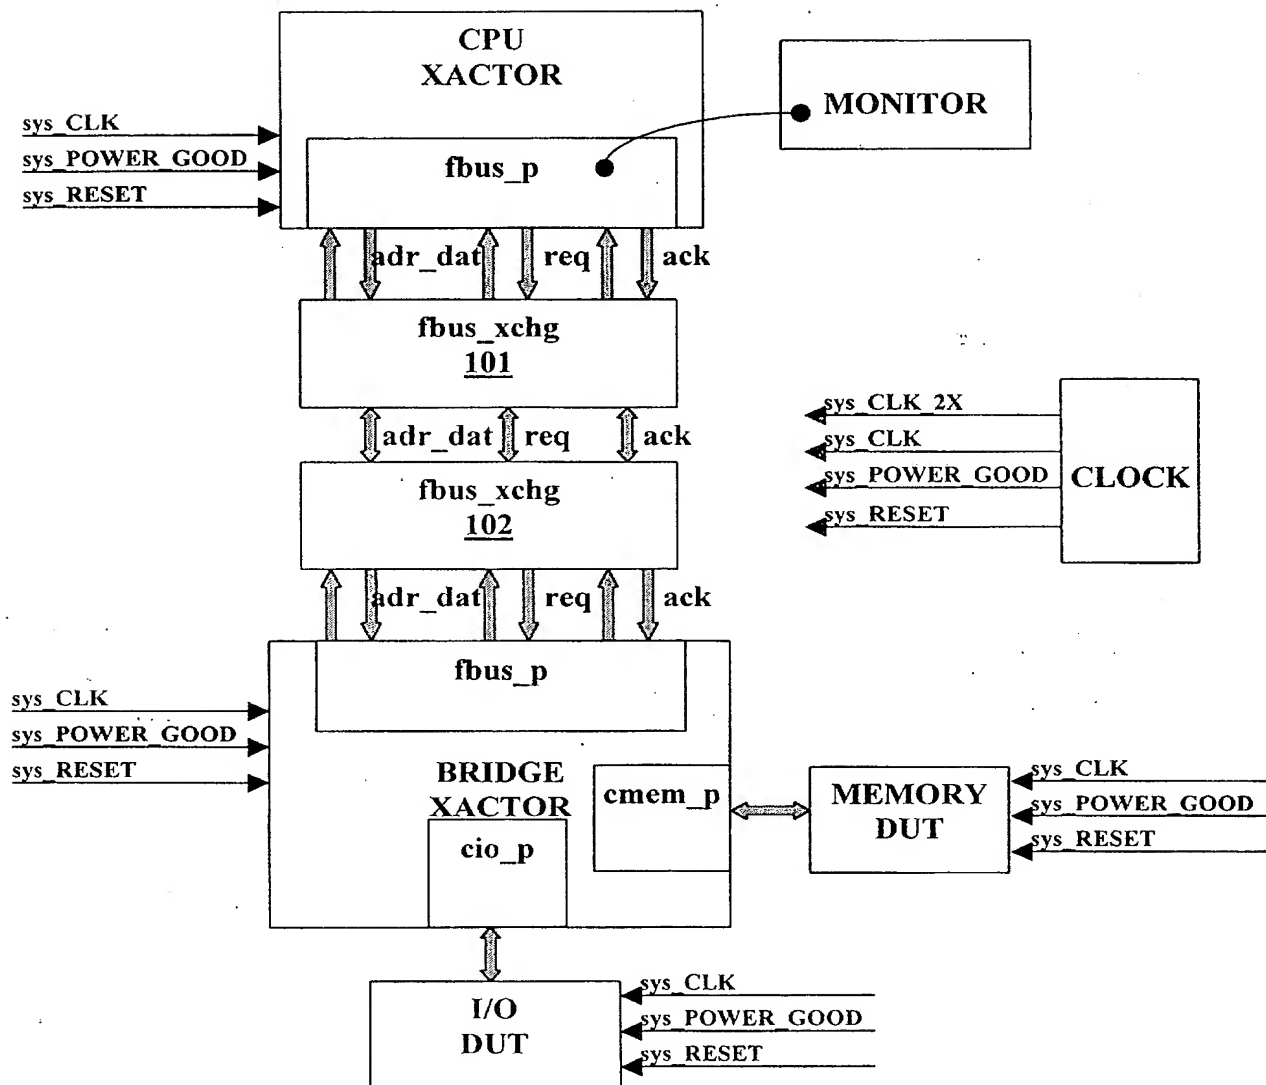 CPU
XACTOR
MONITOR
sys_CLK
sys_POWER_GOOD
sys_RESET
fbus_p
adr_dat req ack
fbus_xchg
101
adr_dat req ack
fbus_xchg
102
sys_CLK_2X
sys_CLK
sys_POWER_GOOD
sys_RESET
CLOCK
adr_dat req ack
fbus_p
sys_CLK
sys_POWER_GOOD
sys_RESET
BRIDGE
XACTOR
cmem_p
cio_p
MEMORY
DUT
sys_CLK
sys_POWER_GOOD
sys_RESET
I/O
DUT
sys_CLK
sys_POWER_GOOD
sys_RESET